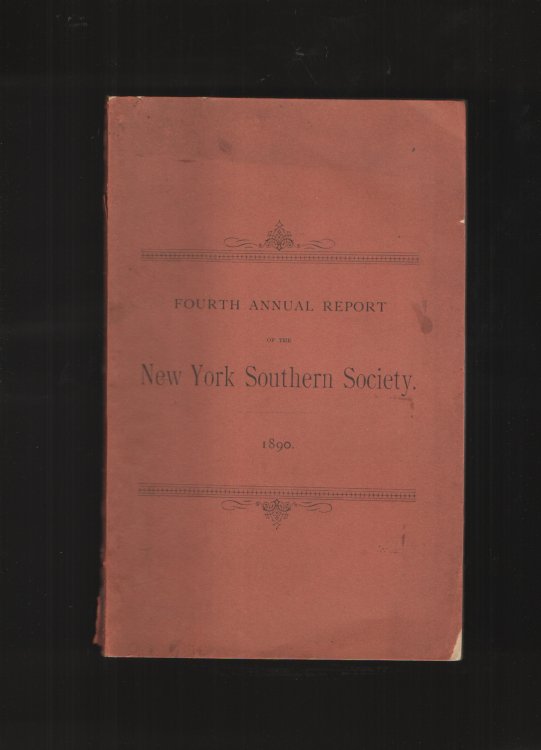 FOURTH ANNUAL REPORT
OF THE
New York Southern Society.
1890.